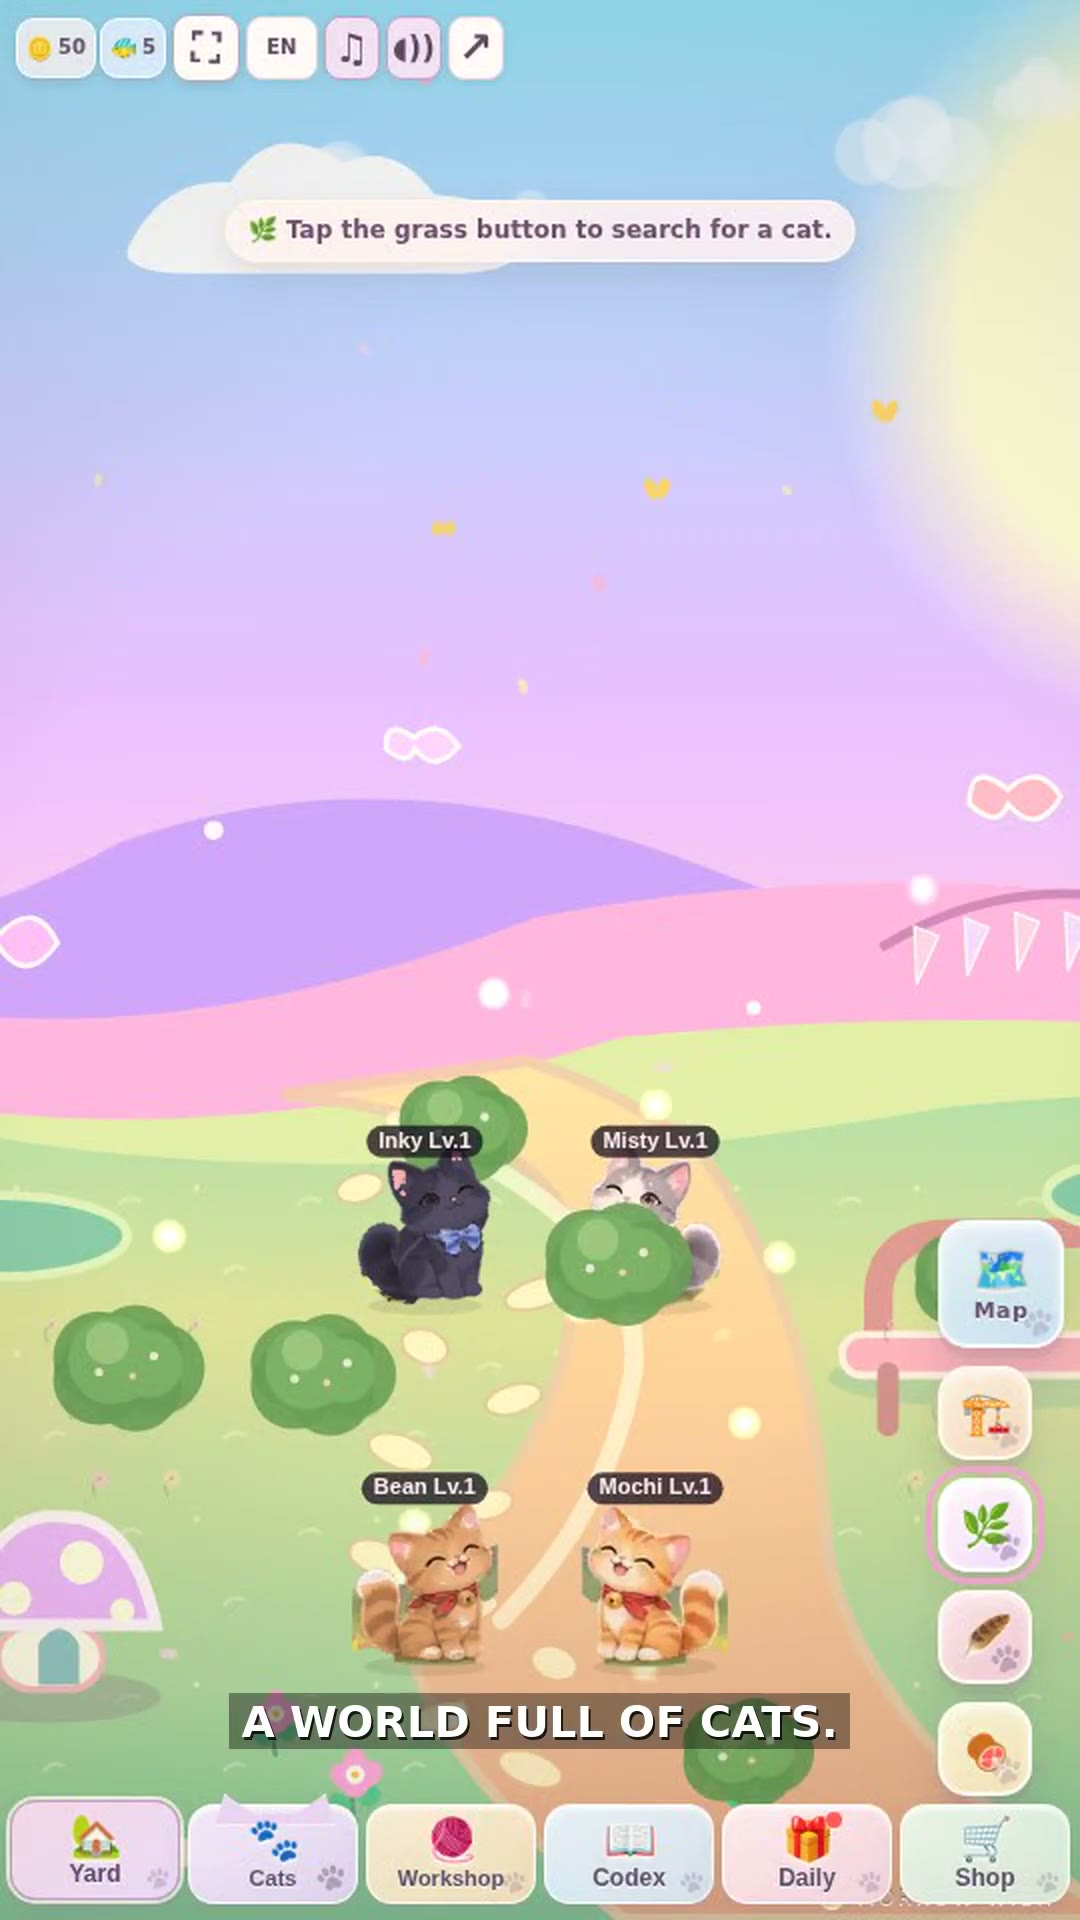 50
5
EN
Tap the grass button to search for a cat.
Inky Lv.1
Misty Lv.1
Map
Bean Lv.1
Mochi Lv.1
A WORLD FULL OF CATS.
Yard
Cats
Workshop
Codex
Daily
Shop